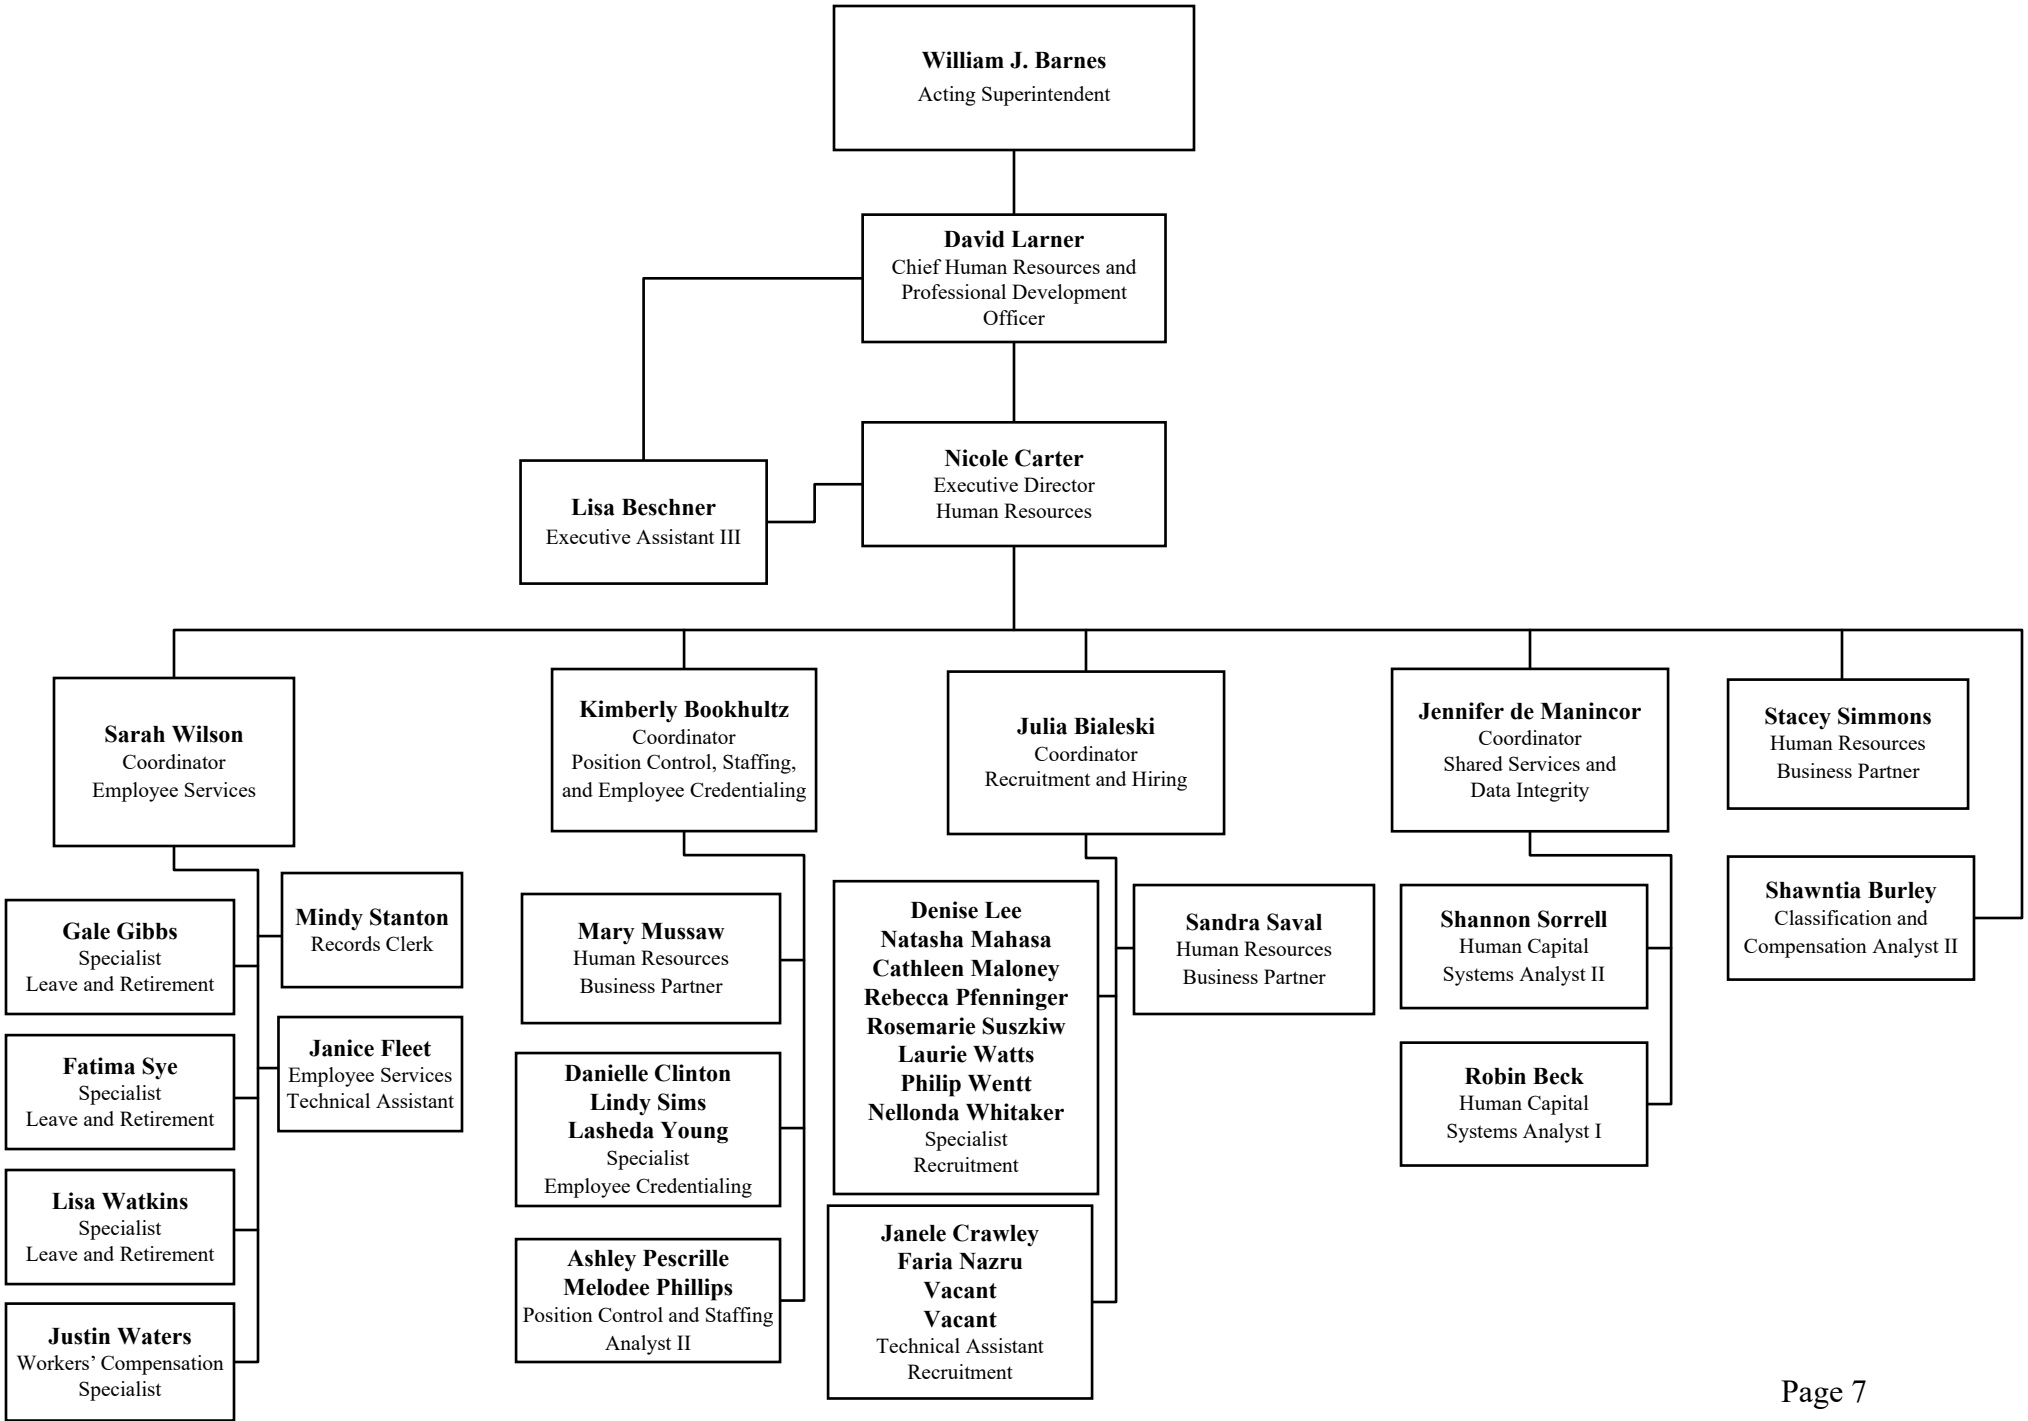 William J. Barnes
Acting Superintendent
David Larner
Chief Human Resources and
Professional Development
Officer
Nicole Carter
Executive Director
Human Resources
Lisa Beschner
Executive Assistant III
Sarah Wilson
Coordinator
Employee Services
Gale Gibbs
Specialist
Leave and Retirement
Mindy Stanton
Records Clerk
Fatima Sye
Specialist
Leave and Retirement
Janice Fleet
Employee Services
Technical Assistant
Lisa Watkins
Specialist
Leave and Retirement
Justin Waters
Workers’ Compensation
Specialist
Kimberly Bookhultz
Coordinator
Position Control, Staffing,
and Employee Credentialing
Mary Mussaw
Human Resources
Business Partner
Danielle Clinton
Lindy Sims
Lasheda Young
Specialist
Employee Credentialing
Ashley Pescrille
Melodee Phillips
Position Control and Staffing
Analyst II
Julia Bialeski
Coordinator
Recruitment and Hiring
Denise Lee
Natasha Mahasa
Cathleen Maloney
Rebecca Pfenninger
Rosemarie Suszkiw
Laurie Watts
Philip Wentt
Nellonda Whitaker
Specialist
Recruitment
Sandra Saval
Human Resources
Business Partner
Janele Crawley
Faria Nazru
Vacant
Vacant
Technical Assistant
Recruitment
Jennifer de Manincor
Coordinator
Shared Services and
Data Integrity
Shannon Sorrell
Human Capital
Systems Analyst II
Robin Beck
Human Capital
Systems Analyst I
Stacey Simmons
Human Resources
Business Partner
Shawntia Burley
Classification and
Compensation Analyst II
Page 7